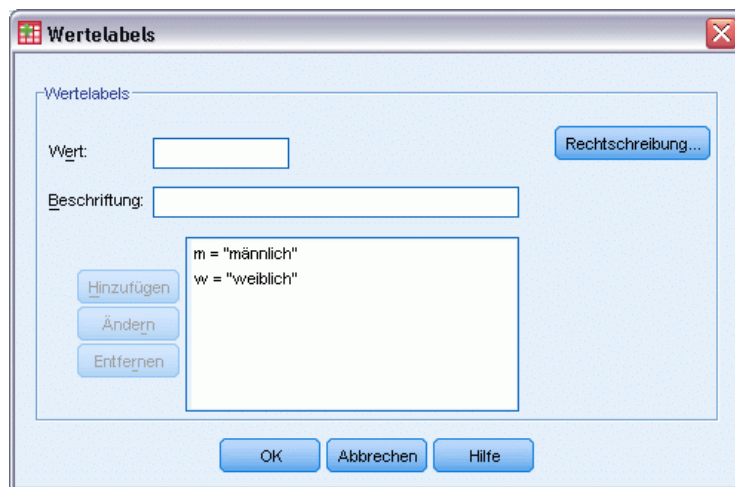 Wertelabels
Wertelabels
Wert:
Rechtschreibung...
Beschriftung:
m = "männlich"
w = "weiblich"
Hinzufügen
Ändern
Entfernen
OK Abbrechen Hilfe